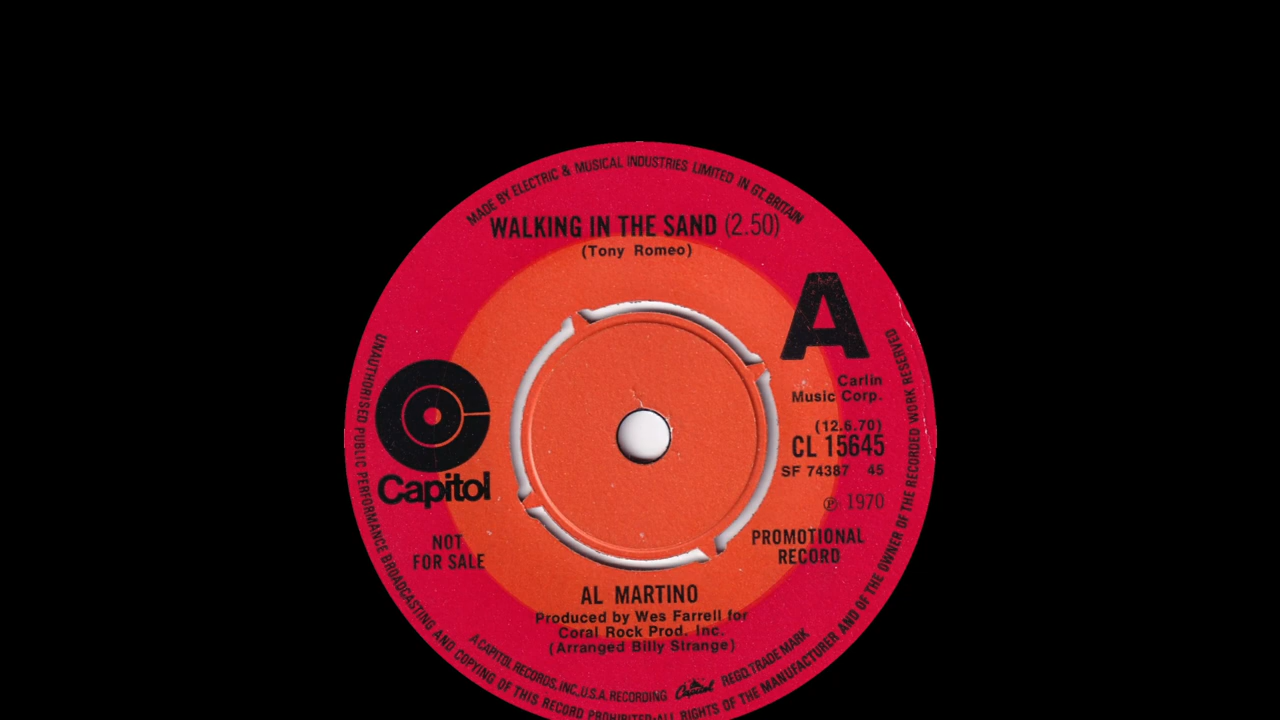 MADE BY ELECTRIC & MUSICAL INDUSTRIES LIMITED IN GT. BRITAIN
WALKING IN THE SAND (2.50)
(Tony Romeo)
A
Carlin
Music Corp.
(12.6.70)
CL 15645
SF 74387 45
Ⓟ 1970
Capitol
NOT
FOR SALE
PROMOTIONAL
RECORD
AL MARTINO
Produced by Wes Farrell for
Coral Rock Prod. Inc.
(Arranged Billy Strange)
A CAPITOL RECORDS, INC., U.S.A. RECORDING Capitol REGD. TRADE MARK
UNAUTHORISED PUBLIC PERFORMANCE BROADCASTING AND COPYING OF THIS RECORD PROHIBITED-ALL RIGHTS OF THE MANUFACTURER AND OF THE OWNER OF THE RECORDED WORK RESERVED